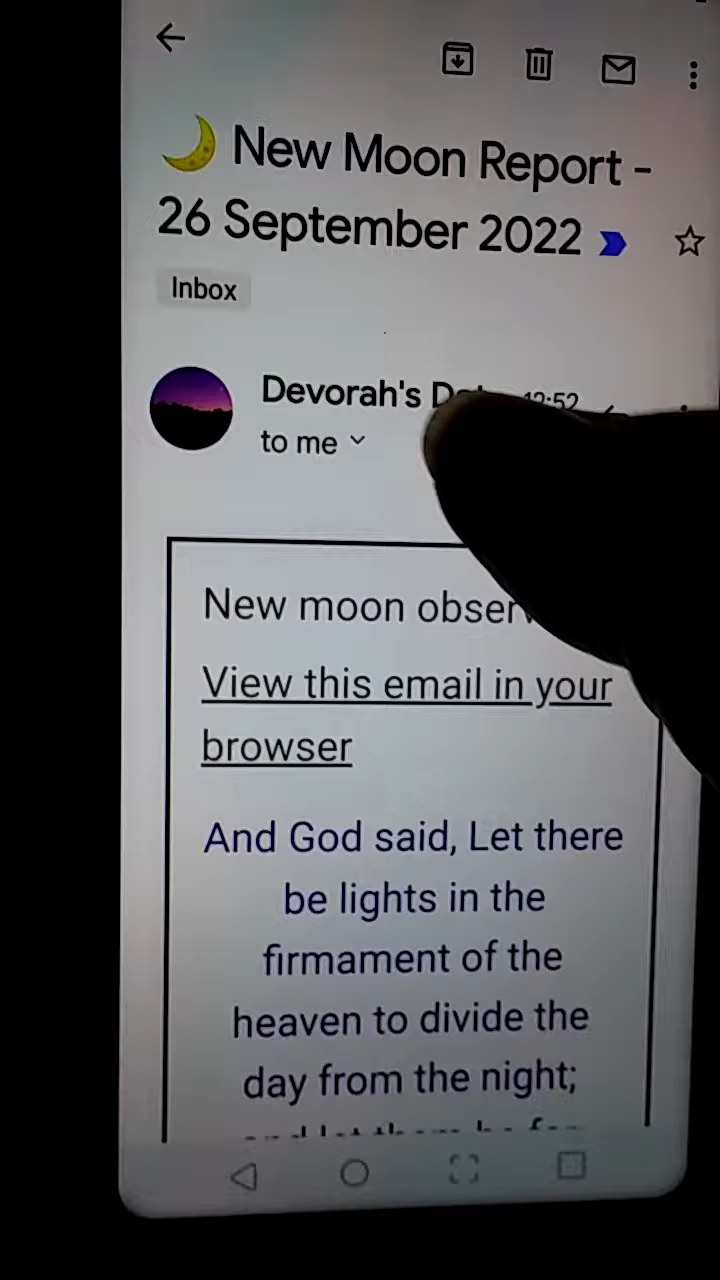 New Moon Report -
26 September 2022
Inbox
Devorah's
to me
New moon
View this email in your
browser
And God said, Let there
be lights in the
firmament of the
heaven to divide the
day from the night;